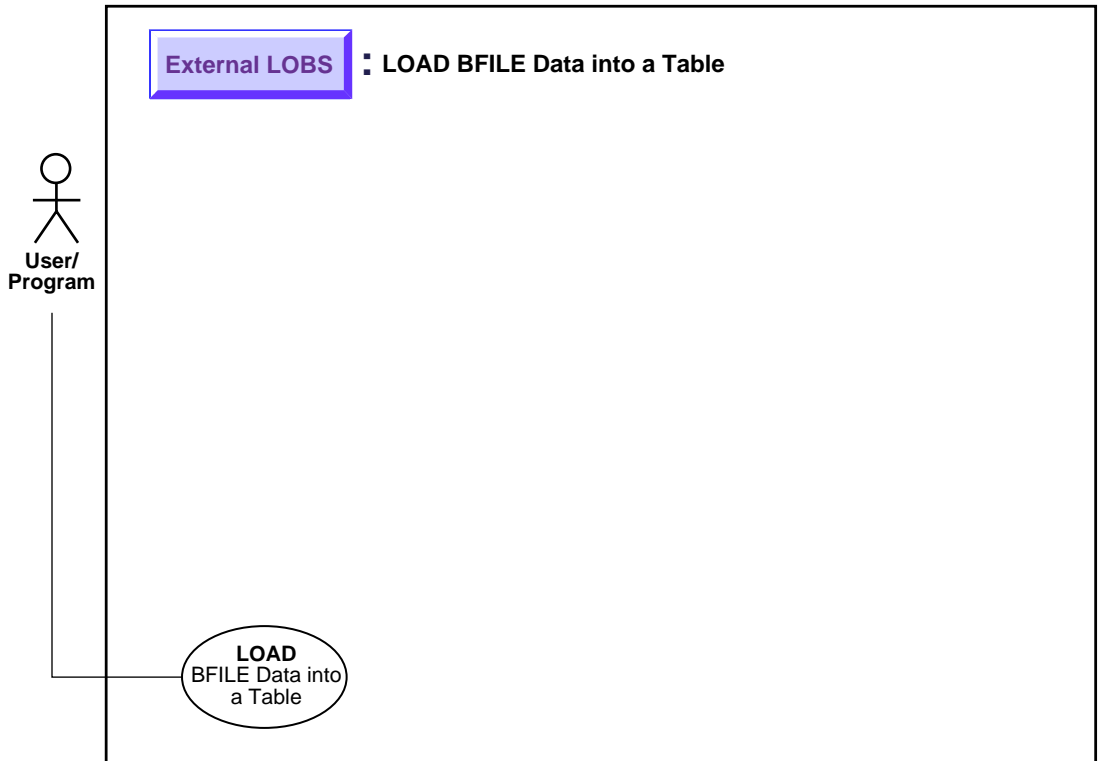 External LOBS : LOAD BFILE Data into a Table
User/
Program
LOAD
BFILE Data into
a Table